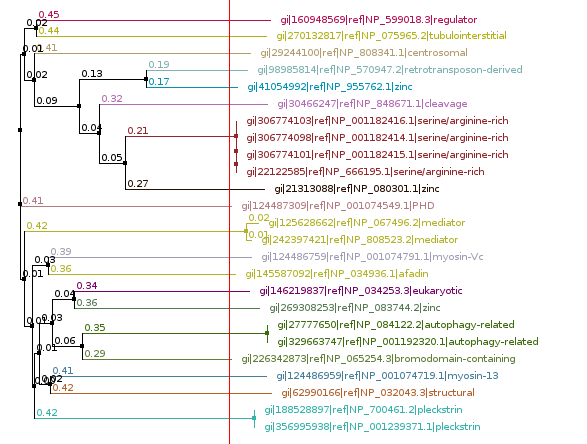 0.45 gi|160948569|ref|NP_599018.3|regulator
0.02
0.44 gi|270132817|ref|NP_075965.2|tubulointerstitial
0.01 0.41 gi|29244100|ref|NP_808341.1|centrosomal
0.19 gi|98985814|ref|NP_570947.2|retrotransposon-derived
0.02 0.13
0.17 gi|41054992|ref|NP_955762.1|zinc
0.09 0.32 gi|30466247|ref|NP_848671.1|cleavage
gi|306774103|ref|NP_001182416.1|serine/arginine-rich
0.04 0.21 gi|306774098|ref|NP_001182414.1|serine/arginine-rich
gi|306774101|ref|NP_001182415.1|serine/arginine-rich
0.05 gi|22122585|ref|NP_666195.1|serine/arginine-rich
0.27 gi|21313088|ref|NP_080301.1|zinc
0.41 gi|124487309|ref|NP_001074549.1|PHD
0.02 gi|125628662|ref|NP_067496.2|mediator
0.42
0.01 gi|242397421|ref|NP_808523.2|mediator
0.39 gi|124486759|ref|NP_001074791.1|myosin-Vc
0.03
0.01 0.36 gi|145587092|ref|NP_034936.1|afadin
0.34 gi|146219837|ref|NP_034253.3|eukaryotic
0.04
0.36 gi|269308253|ref|NP_083744.2|zinc
0.01 0.03 0.35 gi|27777650|ref|NP_084122.2|autophagy-related
0.06 gi|329663747|ref|NP_001192320.1|autophagy-related
0.01 0.29 gi|226342873|ref|NP_065254.3|bromodomain-containing
0.41 gi|124486959|ref|NP_001074719.1|myosin-13
0.02
0.42 gi|62990166|ref|NP_032043.3|structural
0.42 gi|188528897|ref|NP_700461.2|pleckstrin
gi|356995938|ref|NP_001239371.1|pleckstrin